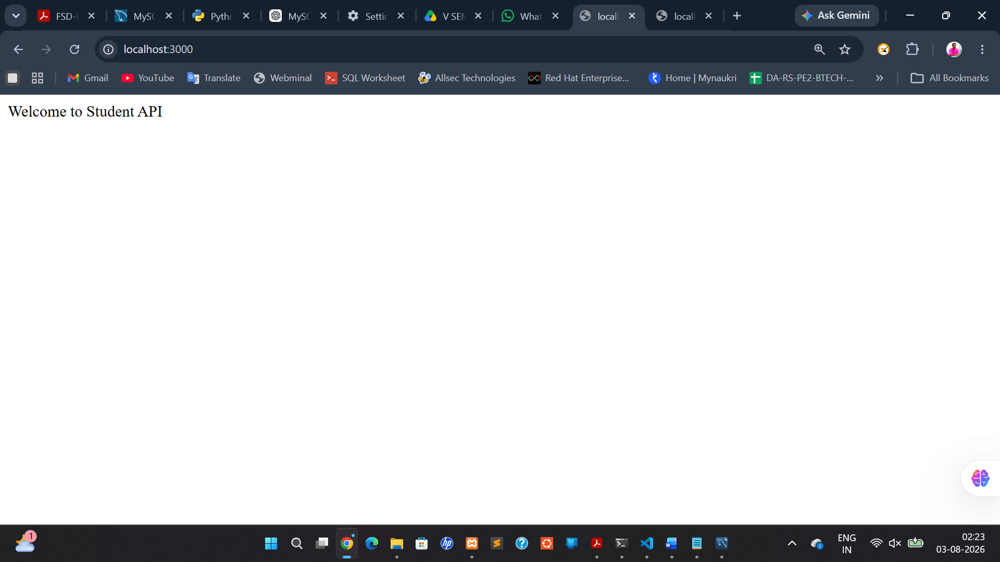 FSD-
MySC
Pytho
MySC
Settin
V SEM
What
locall
locall
Ask Gemini
localhost:3000
Gmail
YouTube
Translate
Webminal
SQL Worksheet
Allsec Technologies
Red Hat Enterprise...
Home | Mynaukri
DA-RS-PE2-BTECH-...
All Bookmarks
Welcome to Student API
1
ENG
IN
02:23
03-08-2026